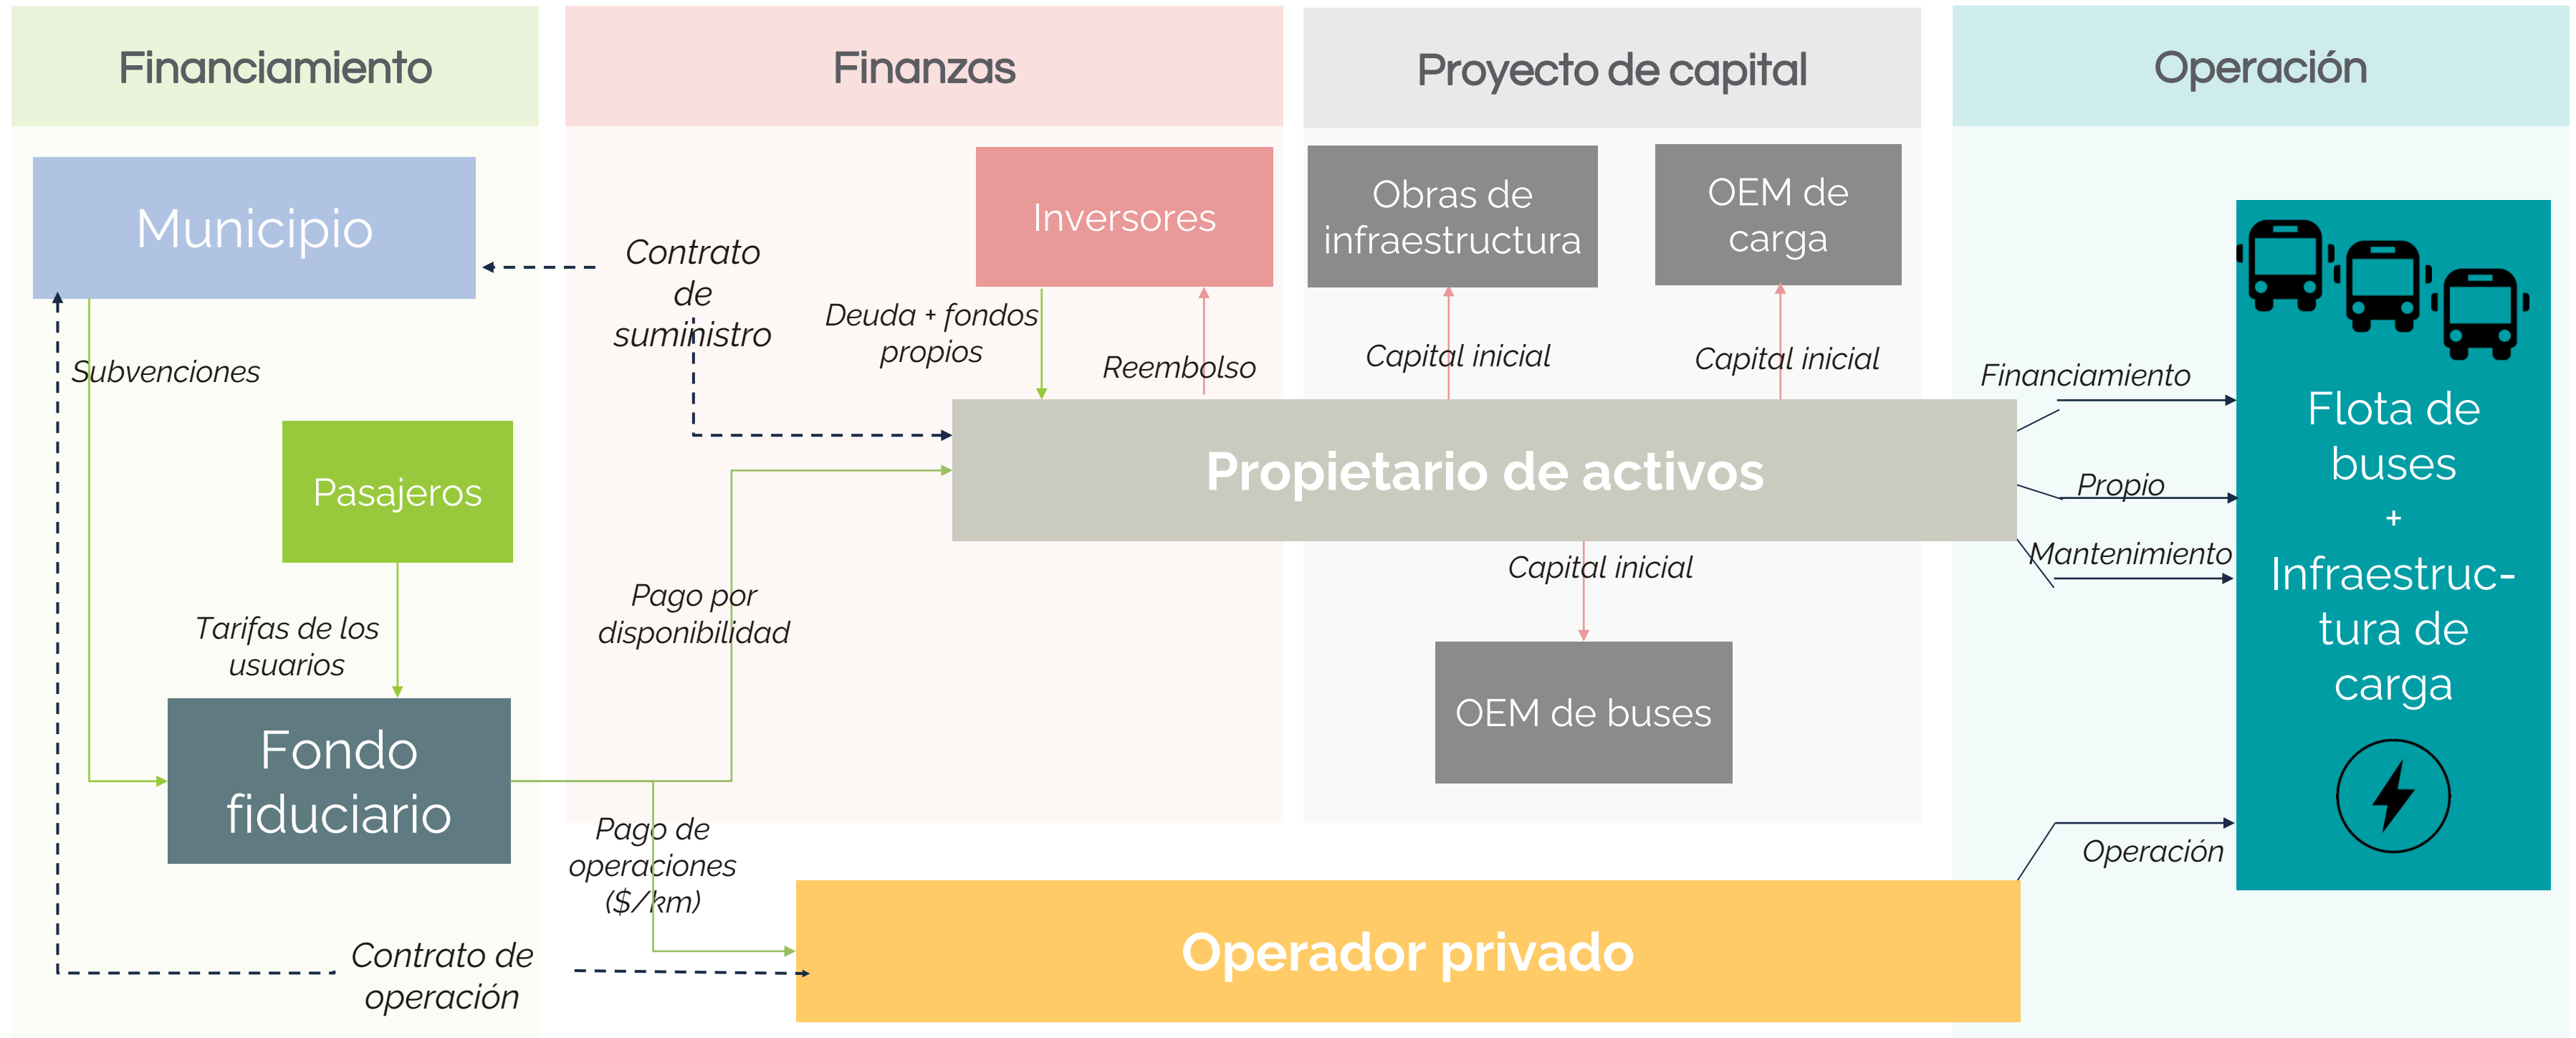 Financiamiento
Finanzas
Proyecto de capital
Operación
Municipio
Subvenciones
Pasajeros
Tarifas de los
usuarios
Fondo
fiduciario
Contrato de
operación
Contrato
de
suministro
Inversores
Deuda + fondos
propios
Reembolso
Pago por
disponibilidad
Pago de
operaciones
($/km)
Obras de
infraestructura
OEM de
carga
Capital inicial
Capital inicial
Propietario de activos
Capital inicial
OEM de buses
Operador privado
Financiamiento
Propio
Mantenimiento
Operación
Flota de
buses
+
Infraestruc-
tura de
carga